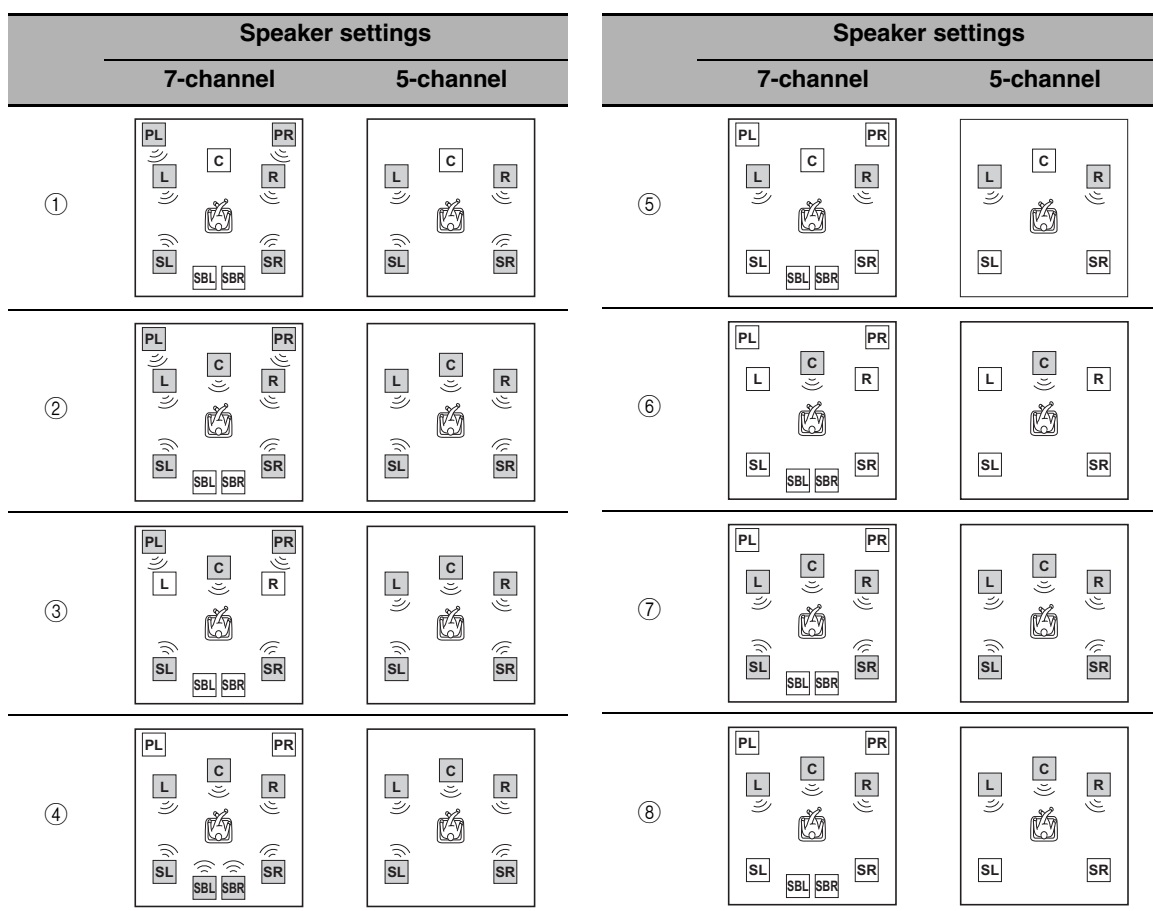 Speaker settings
7-channel 5-channel
①
PL PR
C
L R
SL SR
SBL SBR
C
L R
SL SR
②
PL PR
C
L R
SL SR
SBL SBR
C
L R
SL SR
③
PL PR
C
L R
SL SR
SBL SBR
C
L R
SL SR
④
PL PR
C
L R
SL SR
SBL SBR
C
L R
SL SR
Speaker settings
7-channel 5-channel
⑤
PL PR
C
L R
SL SR
SBL SBR
C
L R
SL SR
⑥
PL PR
C
L R
SL SR
SBL SBR
C
L R
SL SR
⑦
PL PR
C
L R
SL SR
SBL SBR
C
L R
SL SR
⑧
PL PR
C
L R
SL SR
SBL SBR
C
L R
SL SR